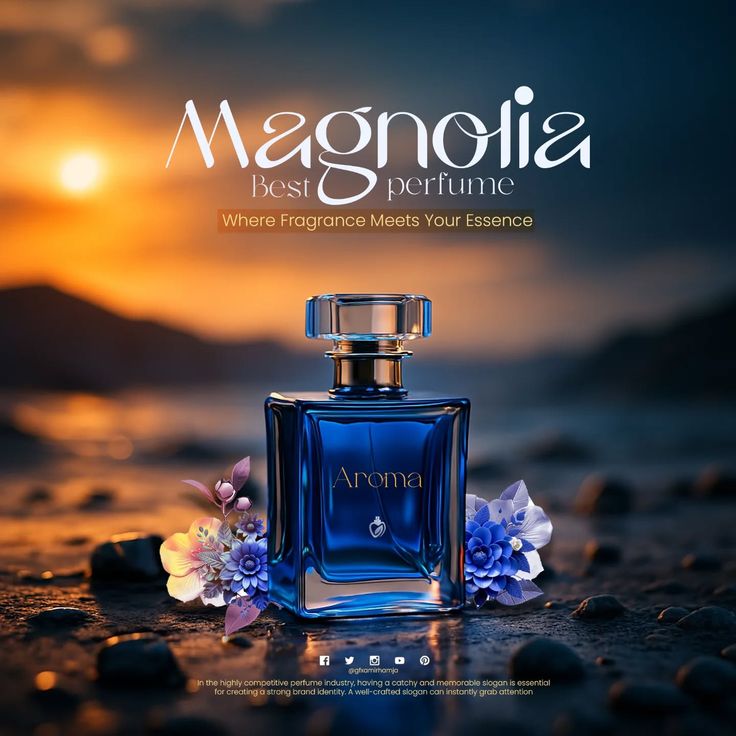 Magnolia
Best perfume
Where Fragrance Meets Your Essence
Aroma
@gfxamirhamja
In the highly competitive perfume industry, having a catchy and memorable slogan is essential
for creating a strong brand identity. A well-crafted slogan can instantly grab attention